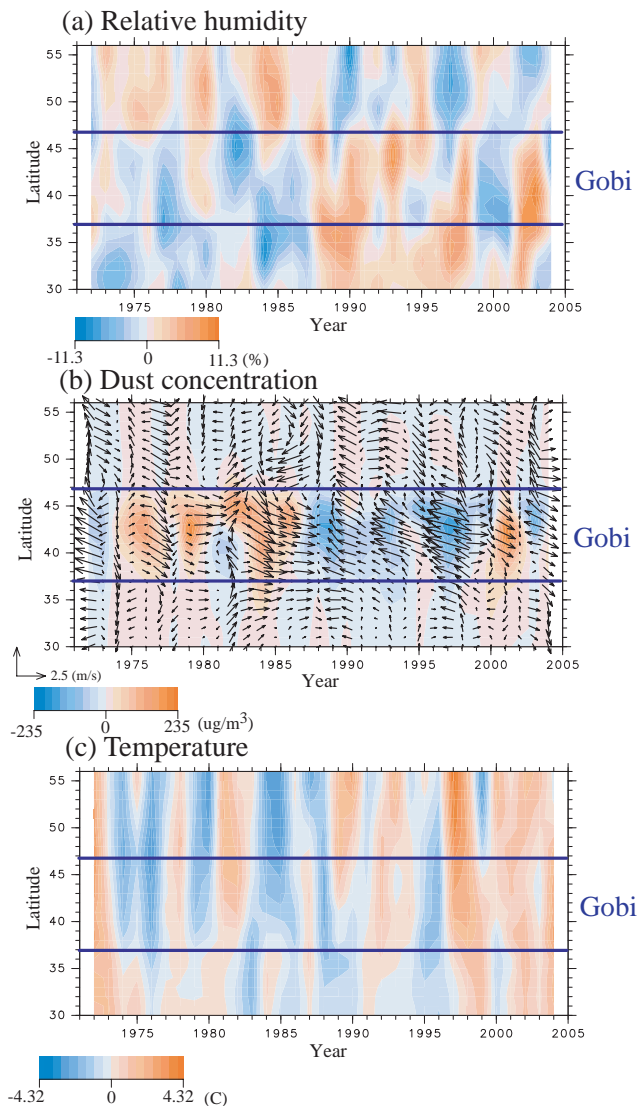 (a) Relative humidity
55
50
45
40
35
30
Latitude
Gobi
1975 1980 1985 1990 1995 2000 2005
Year
-11.3 0 11.3 (%)
(b) Dust concentration
55
50
45
40
35
30
Latitude
Gobi
1975 1980 1985 1990 1995 2000 2005
2.5 (m/s)
Year
-235 0 235 (ug/m³)
(c) Temperature
55
50
45
40
35
30
Latitude
Gobi
1975 1980 1985 1990 1995 2000 2005
Year
-4.32 0 4.32 (C)